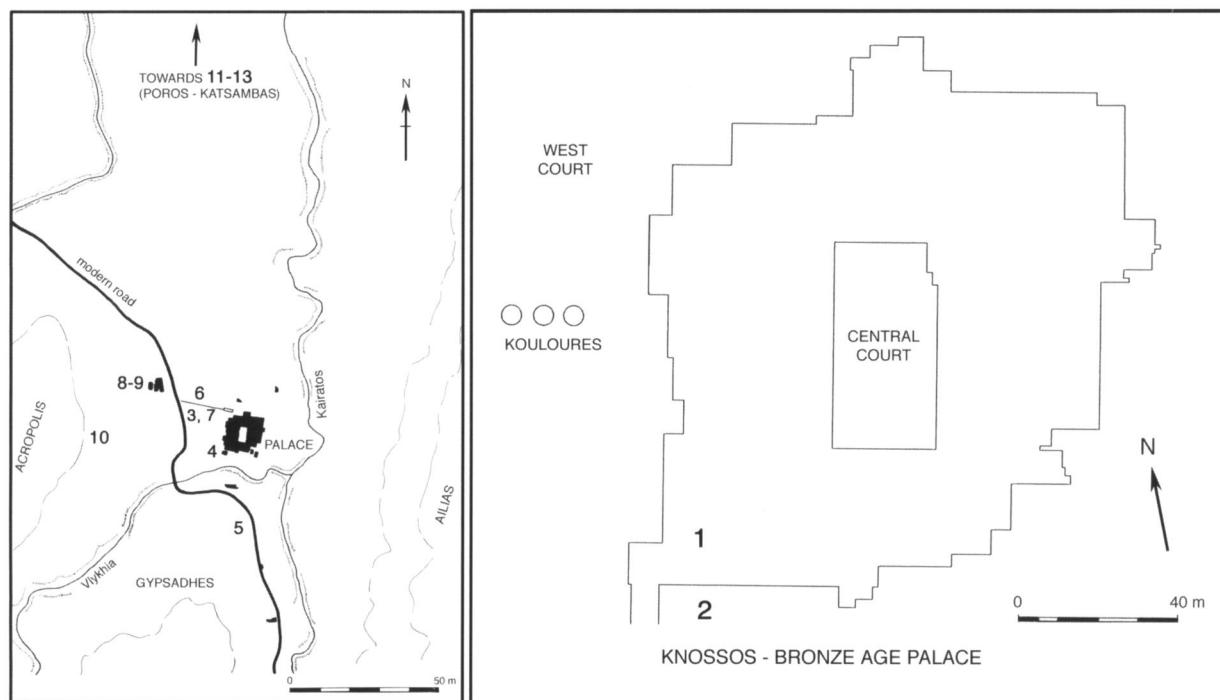 TOWARDS 11-13
(POROS - KATSAMBAS)
N
modern road
Kairatos
8-9
6
3, 7
PALACE
4
10
ACROPOLIS
AILIAS
5
Vlykhia
GYPSADHES
0 50 m
WEST
COURT
KOULOURES
CENTRAL
COURT
N
1
2
0 40 m
KNOSSOS - BRONZE AGE PALACE